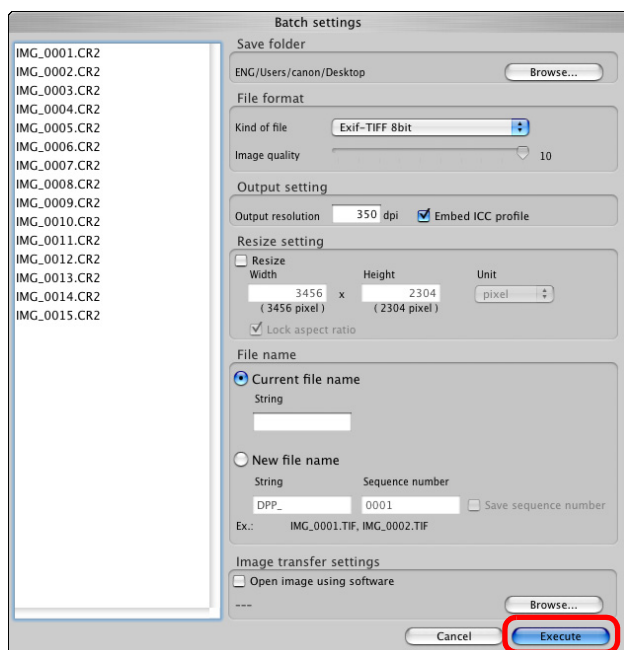 Batch settings
IMG_0001.CR2
IMG_0002.CR2
IMG_0003.CR2
IMG_0004.CR2
IMG_0005.CR2
IMG_0006.CR2
IMG_0007.CR2
IMG_0008.CR2
IMG_0009.CR2
IMG_0010.CR2
IMG_0011.CR2
IMG_0012.CR2
IMG_0013.CR2
IMG_0014.CR2
IMG_0015.CR2
Save folder
ENG/Users/canon/Desktop Browse...
File format
Kind of file Exif-TIFF 8bit
Image quality 10
Output setting
Output resolution 350 dpi Embed ICC profile
Resize setting
Resize
Width Height Unit
3456 x 2304 pixel
(3456 pixel) (2304 pixel)
Lock aspect ratio
File name
Current file name
String
New file name
String Sequence number
DPP_ 0001 Save sequence number
Ex.: IMG_0001.TIF, IMG_0002.TIF
Image transfer settings
Open image using software
--- Browse...
Cancel Execute